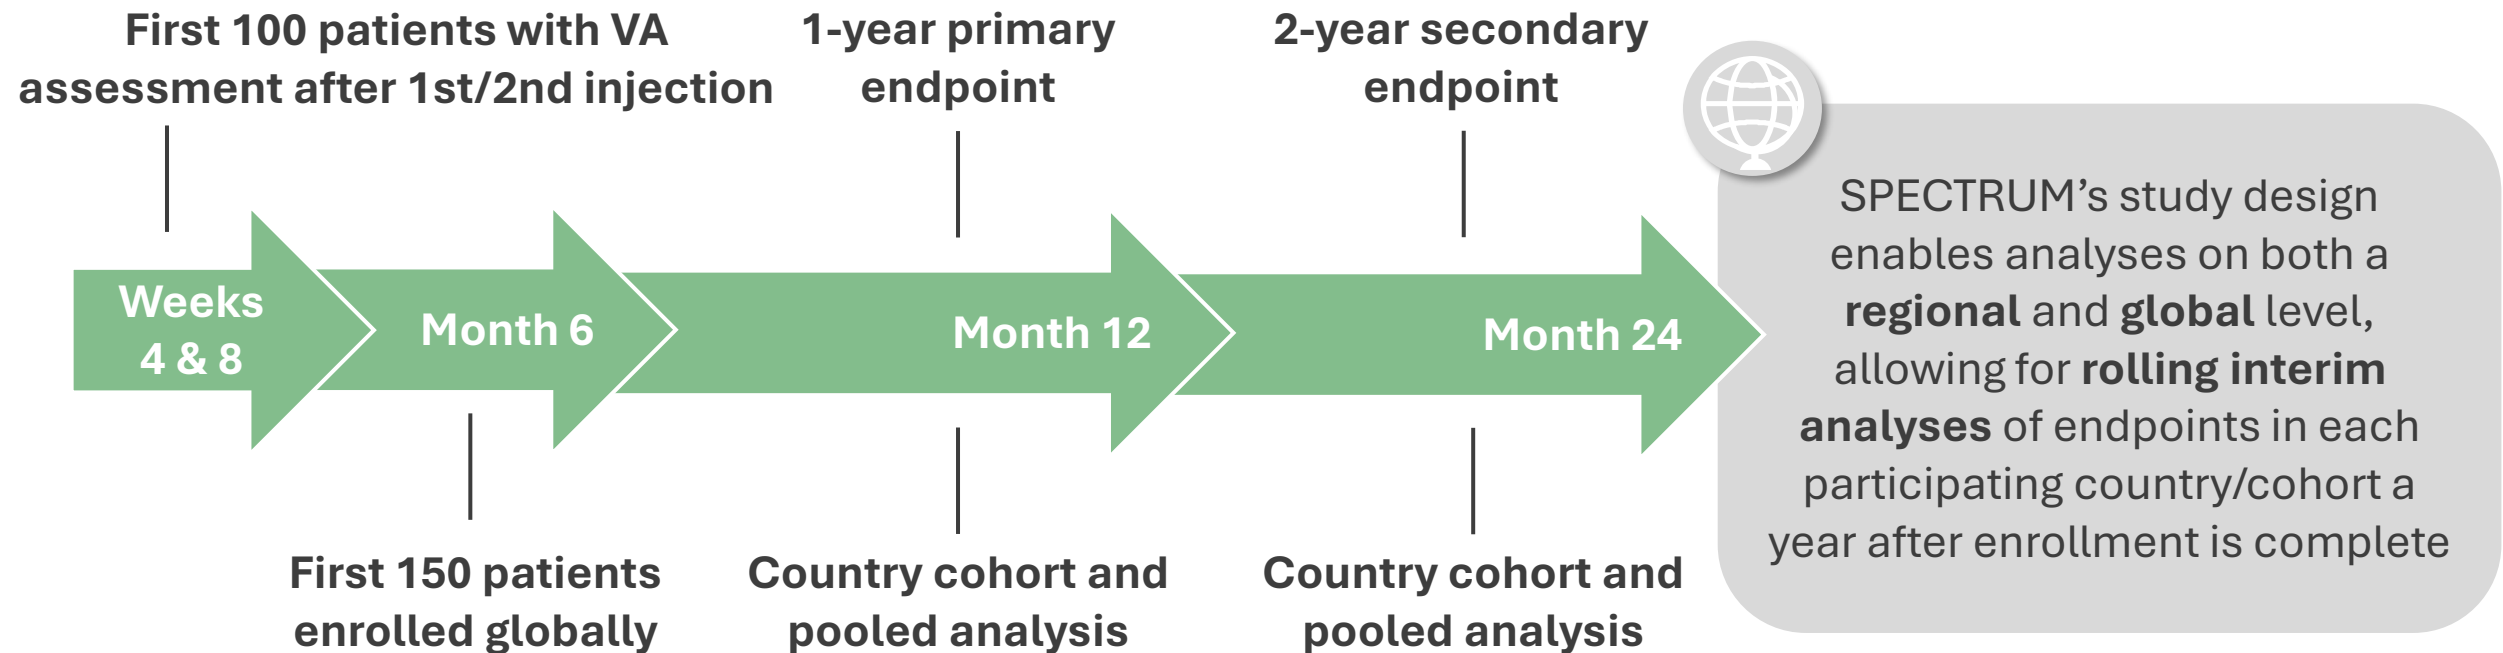 First 100 patients with VA
assessment after 1st/2nd injection
1-year primary
endpoint
2-year secondary
endpoint
Weeks
4 & 8
Month 6
Month 12
Month 24
First 150 patients
enrolled globally
Country cohort and
pooled analysis
Country cohort and
pooled analysis
SPECTRUM’s study design
enables analyses on both a
regional and global level,
allowing for rolling interim
analyses of endpoints in each
participating country/cohort a
year after enrollment is complete